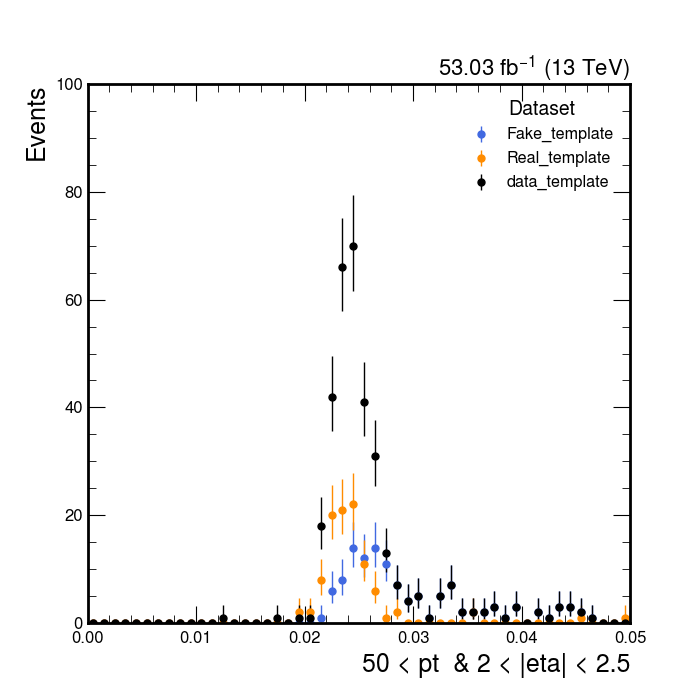 53.03 fb⁻¹ (13 TeV)
Events
100
80
60
40
20
0
Dataset
Fake_template
Real_template
data_template
0.00 0.01 0.02 0.03 0.04 0.05
50 < pt & 2 < |eta| < 2.5